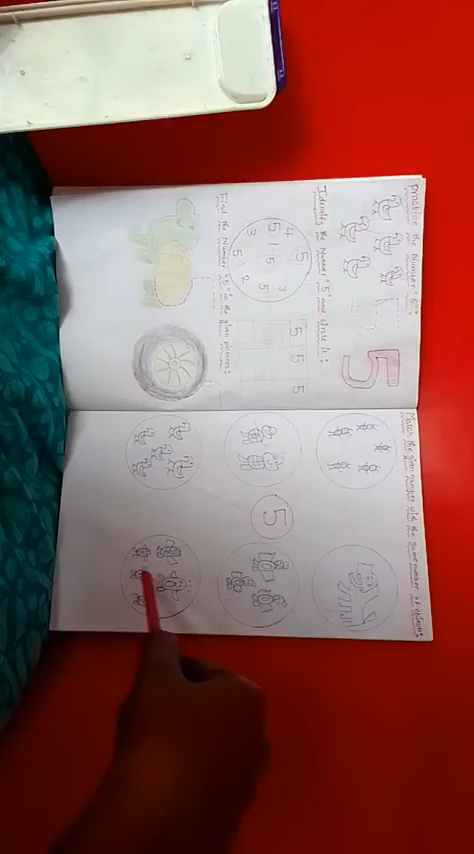 Practice the Number "5":
5
Identify the Number "5" and circle it:
4
5
5
3
1
5
5
3
2
5
5 5 5
Find the Number "5" in the given pictures:
Match the given number with the same number of objects:
5